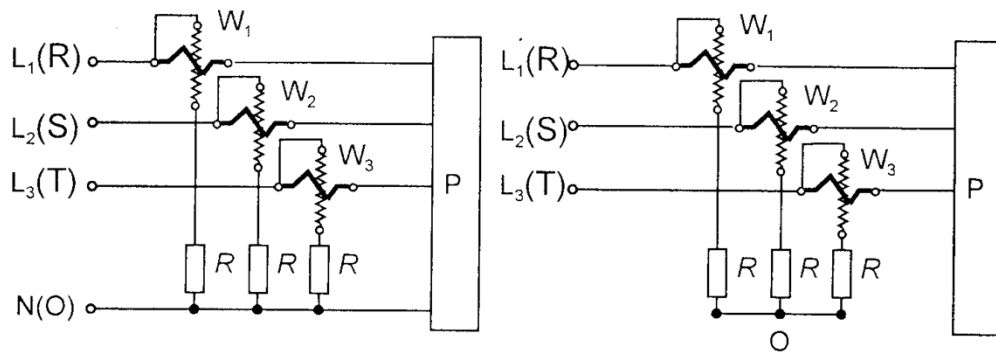 W₁
L₁(R)
W₂
L₂(S)
W₃
L₃(T)
P
R R R
N(O)
W₁
L₁(R)
W₂
L₂(S)
W₃
L₃(T)
P
R R R
O